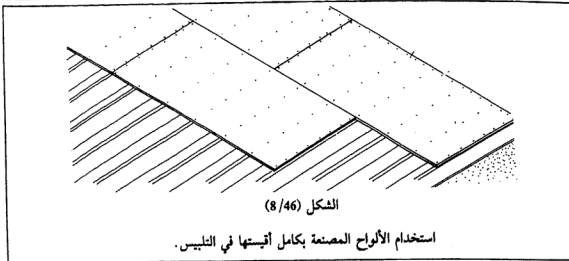 الشكل (8/46)
استخدام الألواح المصنعة بكامل أقيستها في التلبيس.